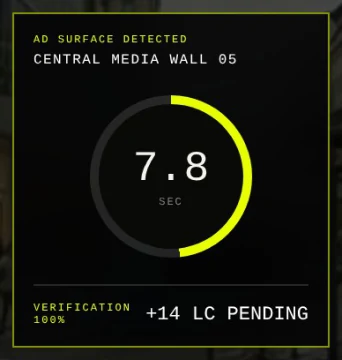 AD SURFACE DETECTED
CENTRAL MEDIA WALL 05
7.8
SEC
VERIFICATION
100%
+14 LC PENDING